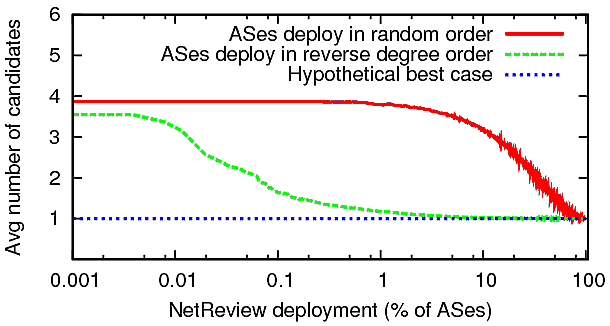 ASes deploy in random order
ASes deploy in reverse degree order
Hypothetical best case
Avg number of candidates
6
5
4
3
2
1
0.001 0.01 0.1 1 10 100
NetReview deployment (% of ASes)